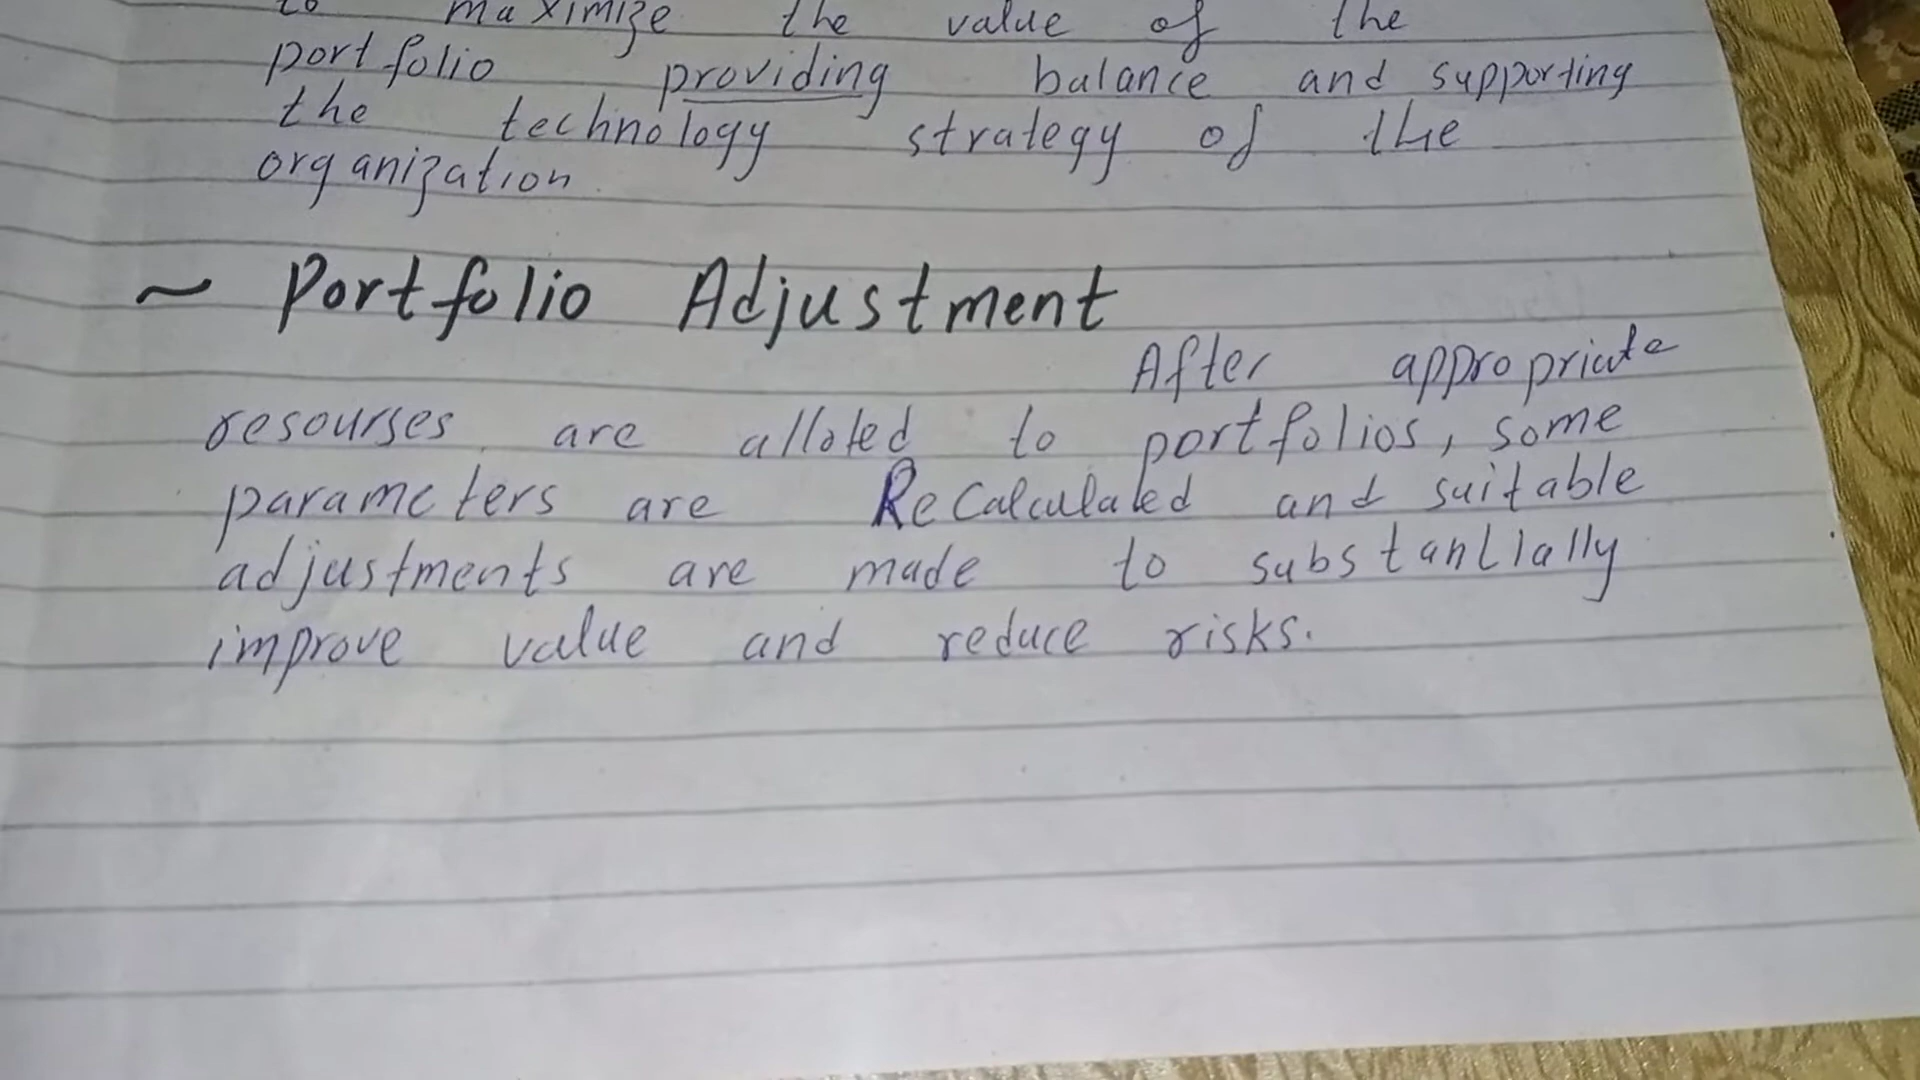 to maximize the value of the
portfolio providing balance and supporting
the technology strategy of the
organization
~ Portfolio Adjustment
After appropriate
resourses are alloted to portfolios, some
parameters are ReCalculated and suitable
adjustments are made to substantially
improve value and reduce risks.